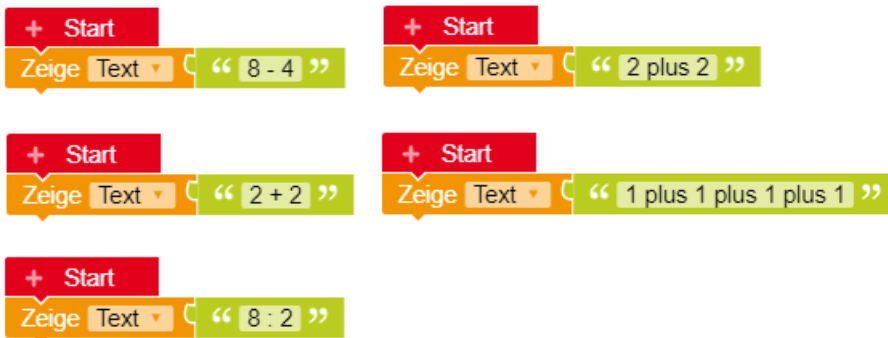 + Start
Zeige Text ▾ “ 8 - 4 ”
+ Start
Zeige Text ▾ “ 2 plus 2 ”
+ Start
Zeige Text ▾ “ 2 + 2 ”
+ Start
Zeige Text ▾ “ 1 plus 1 plus 1 plus 1 ”
+ Start
Zeige Text ▾ “ 8 : 2 ”